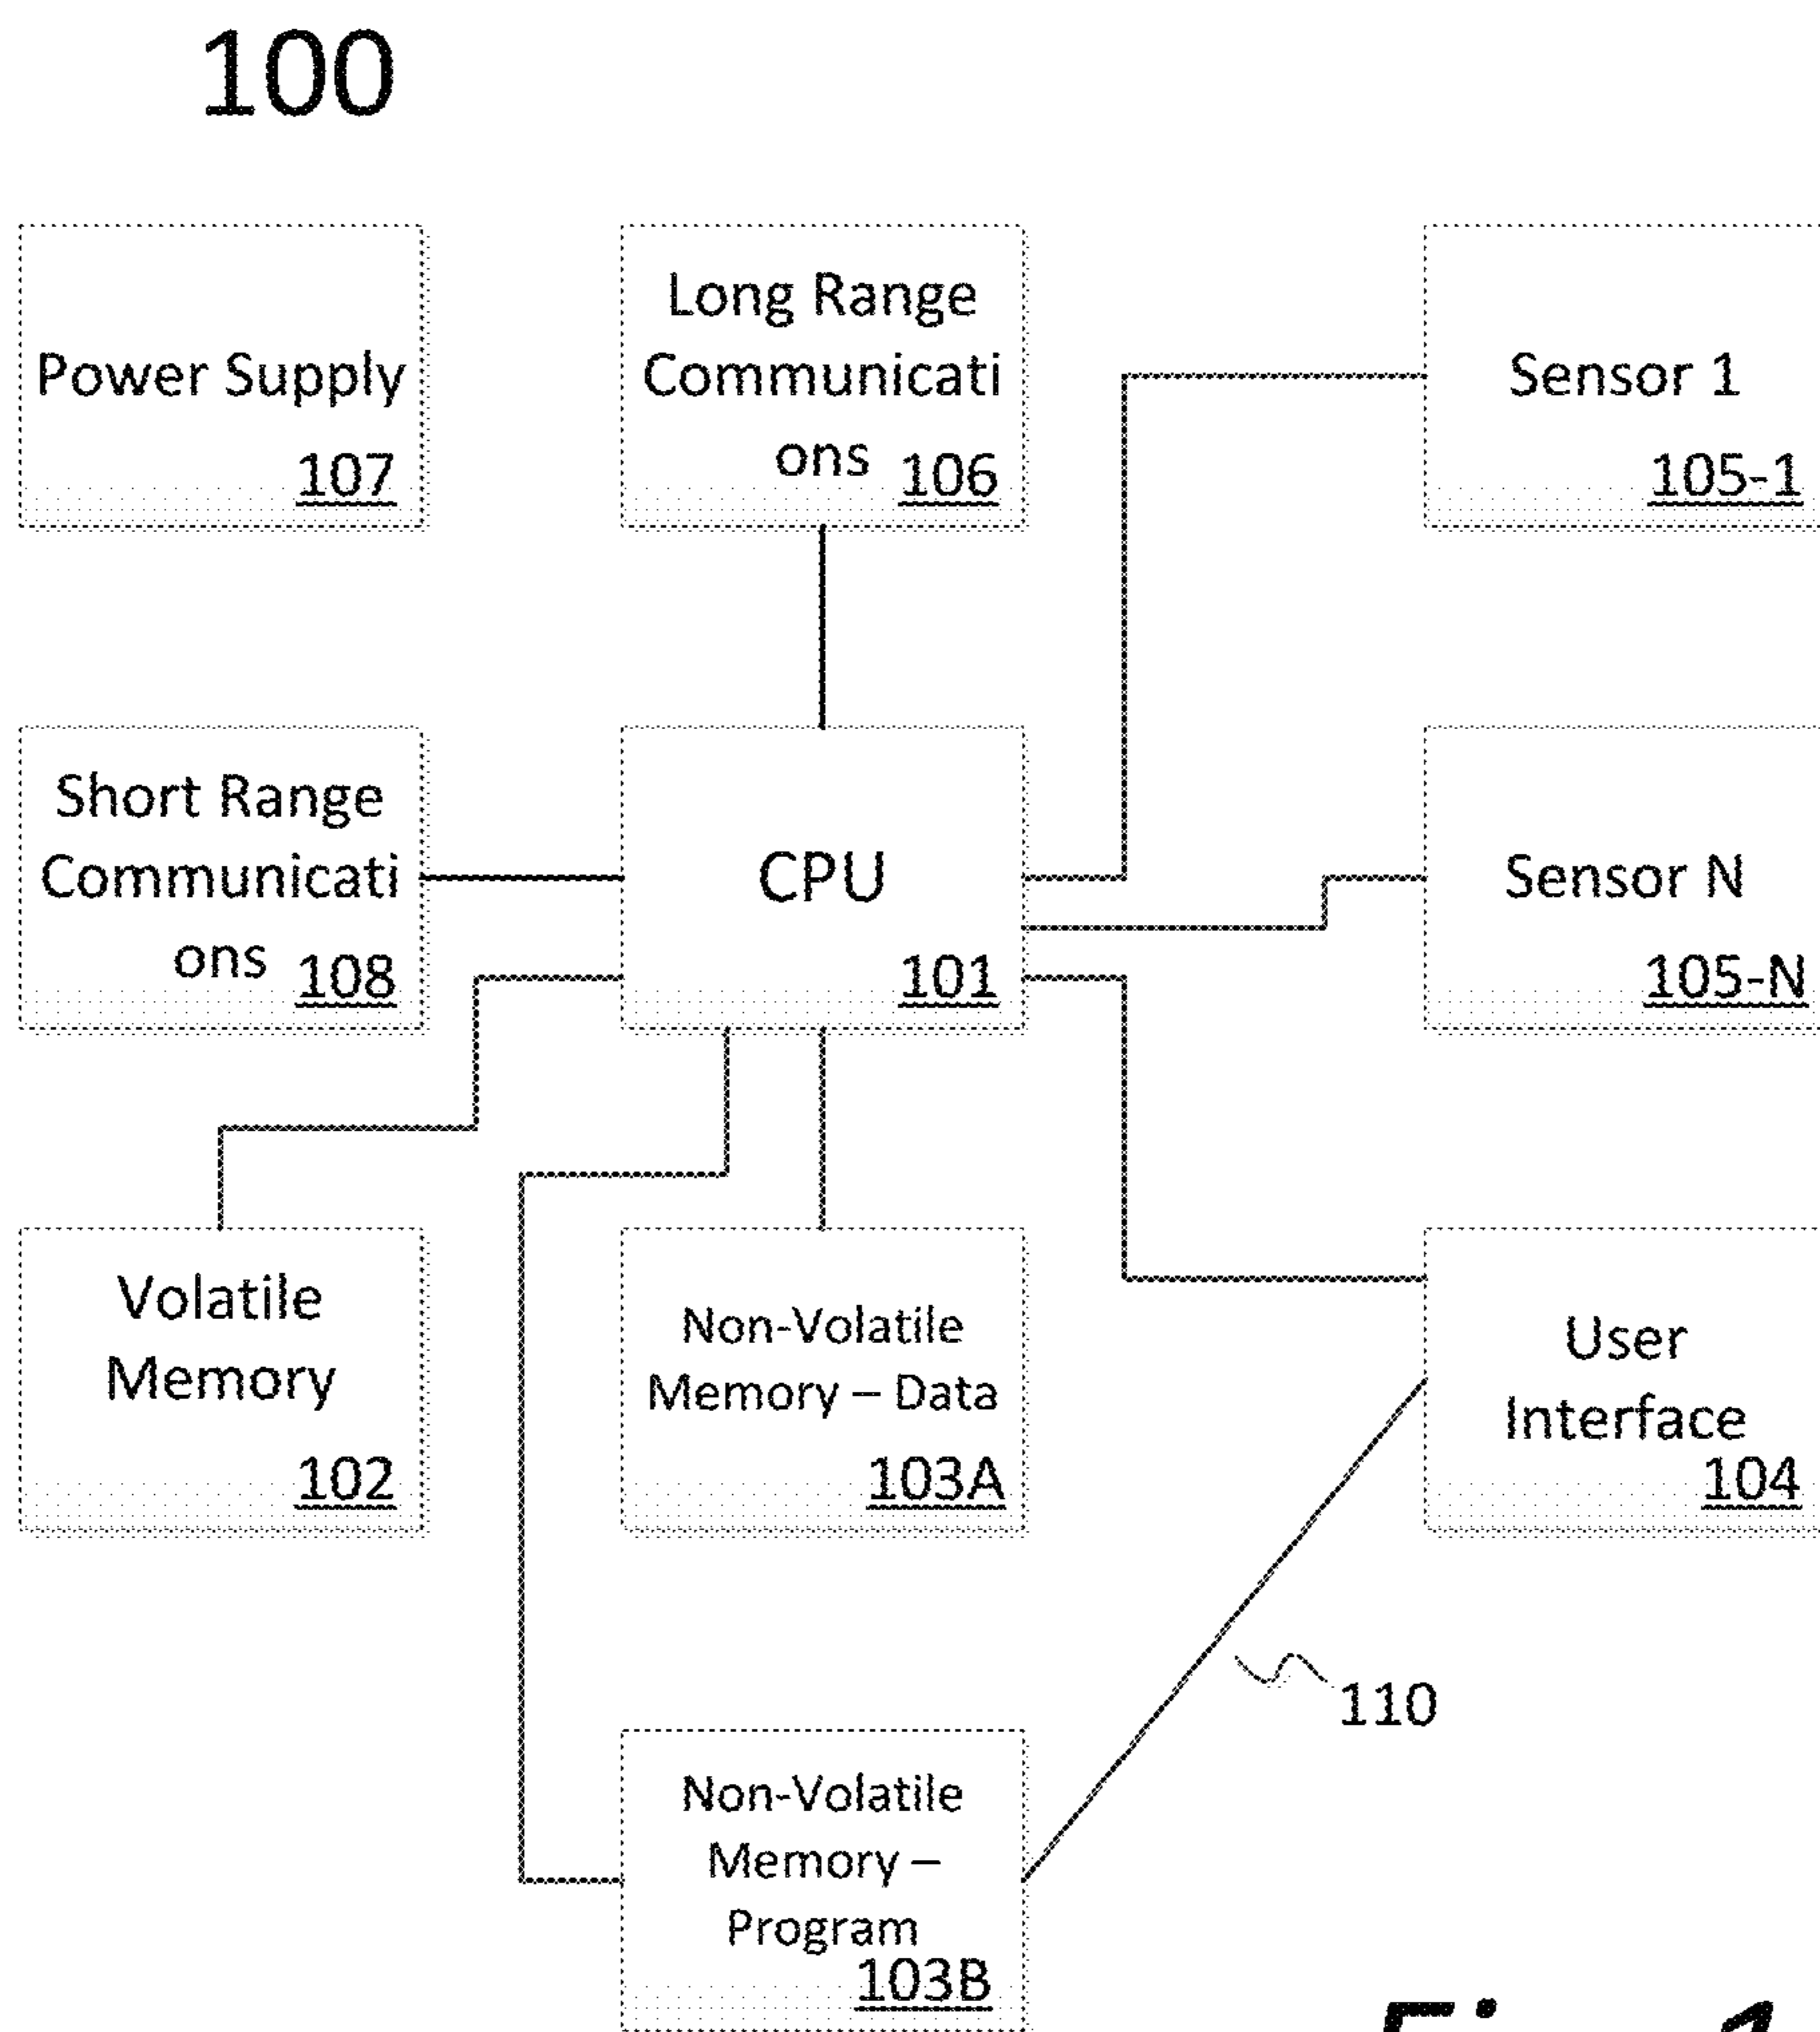 100
Power Supply
107
Long Range
Communicati
ons 106
Sensor 1
105-1
Short Range
Communicati
ons 108
CPU
101
Sensor N
105-N
Volatile
Memory
102
Non-Volatile
Memory – Data
103A
User
Interface
104
110
Non-Volatile
Memory –
Program
103B